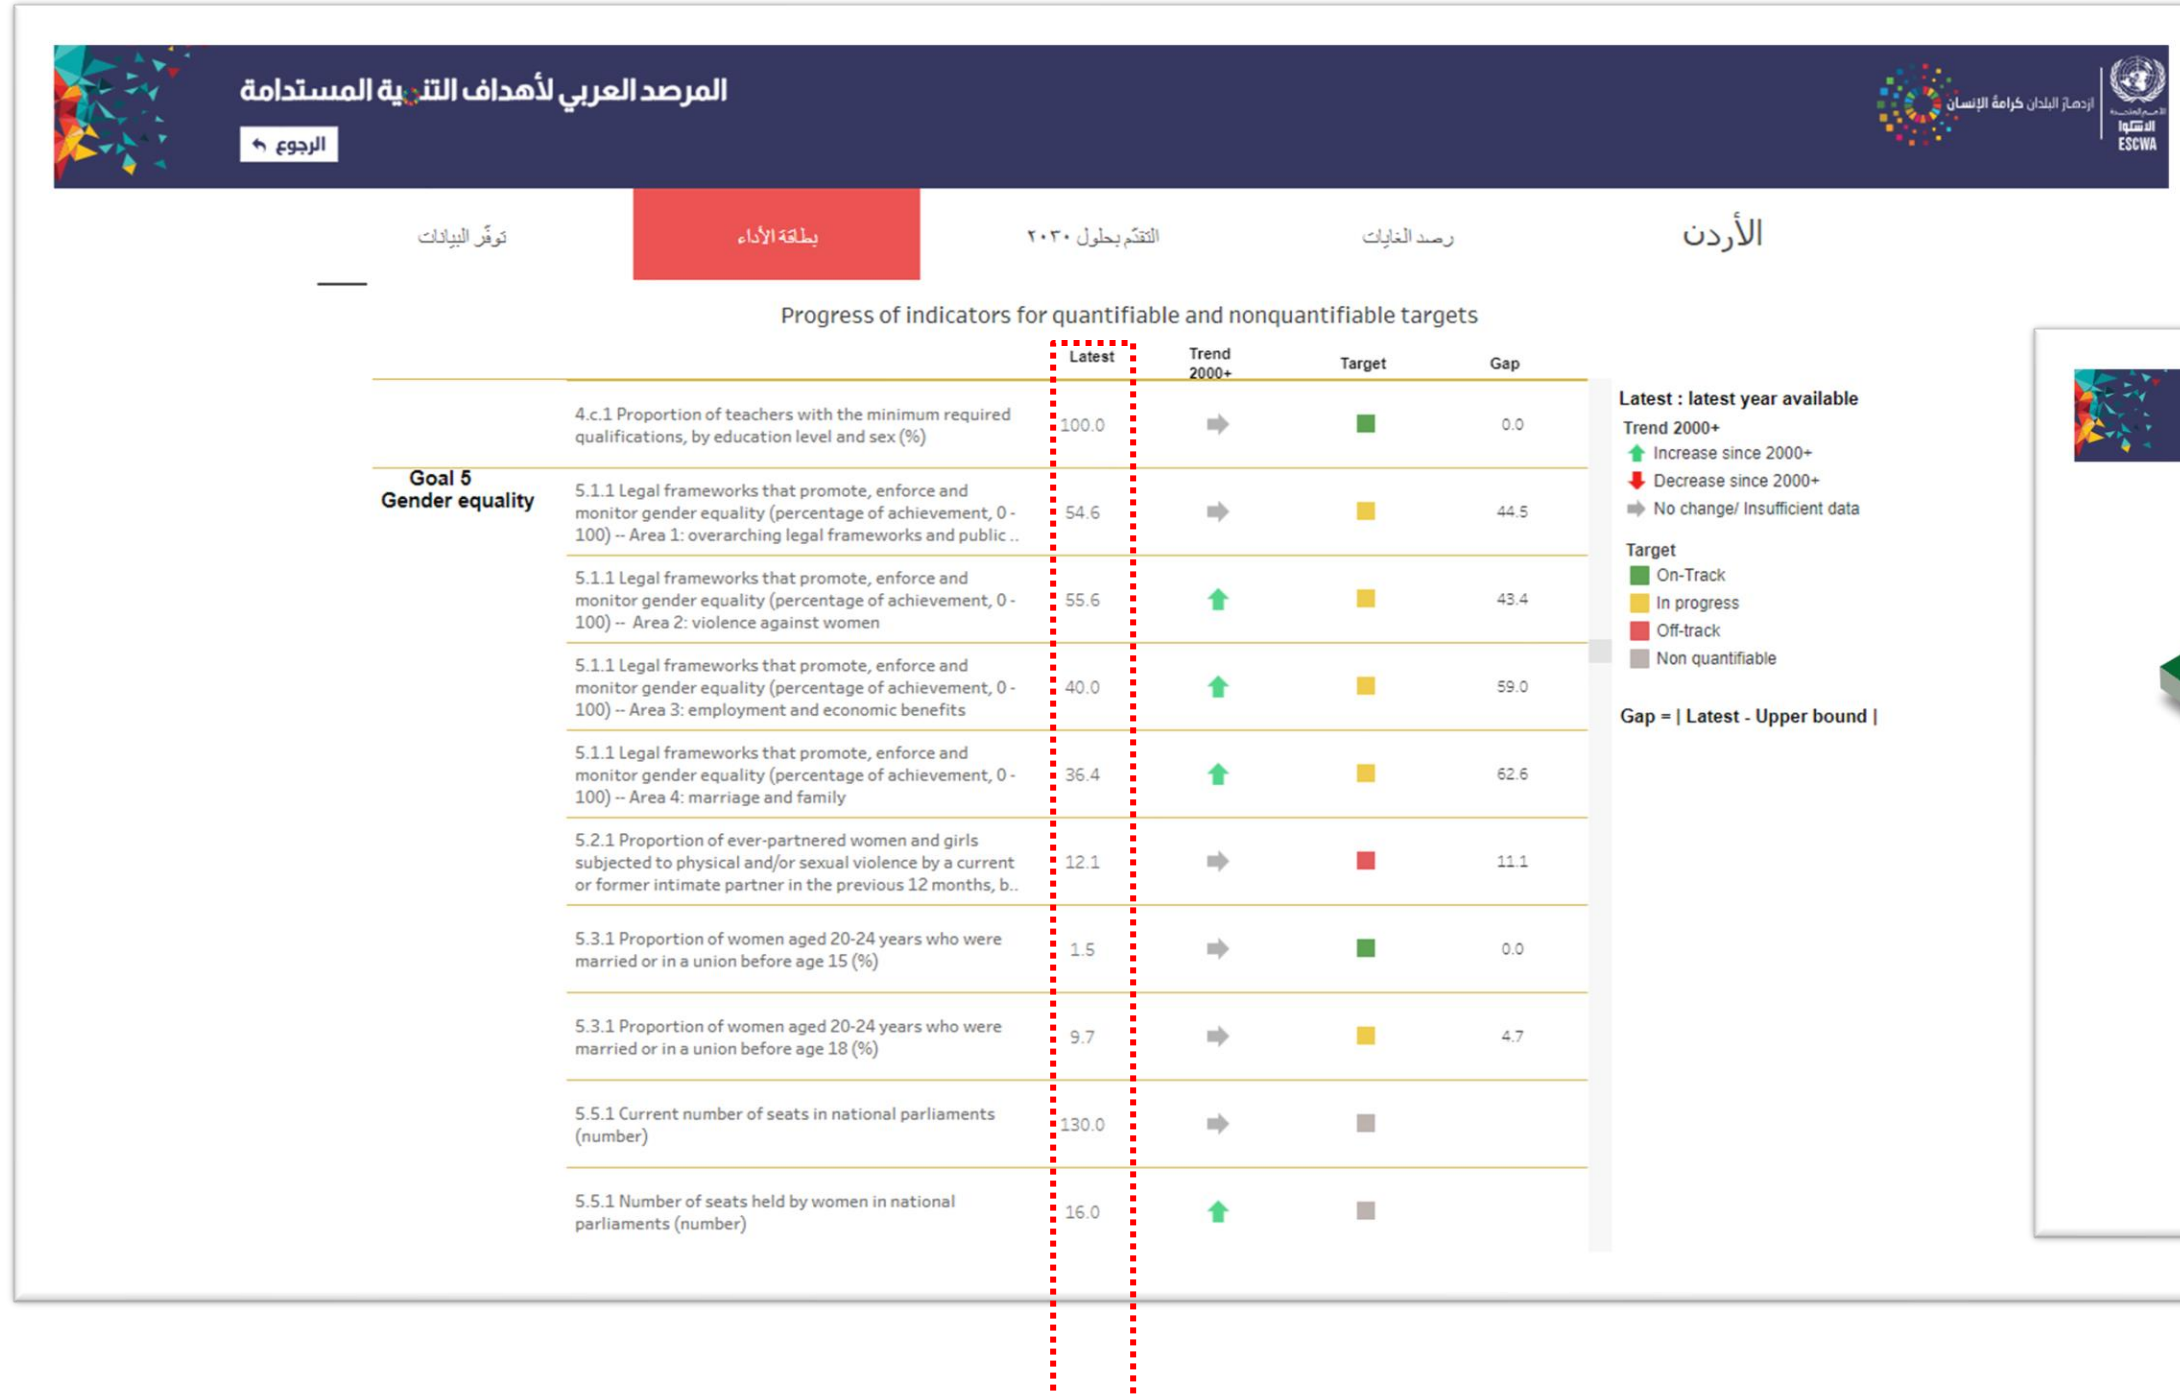 المرصد العربي لأهداف التنمية المستدامة
الرجوع
ازدهارُ البلدان كرامةُ الإنسان
الأمم المتحدة
الاسكوا
ESCWA
الأردن
رصد الغايات
التقدّم بحلول ٢٠٣٠
بطاقة الأداء
توفّر البيانات
Progress of indicators for quantifiable and nonquantifiable targets
Latest Trend 2000+ Target Gap
4.c.1 Proportion of teachers with the minimum required
qualifications, by education level and sex (%)
100.0 0.0
Goal 5
Gender equality
5.1.1 Legal frameworks that promote, enforce and
monitor gender equality (percentage of achievement, 0 -
100) -- Area 1: overarching legal frameworks and public ..
54.6 44.5
5.1.1 Legal frameworks that promote, enforce and
monitor gender equality (percentage of achievement, 0 -
100) -- Area 2: violence against women
55.6 43.4
5.1.1 Legal frameworks that promote, enforce and
monitor gender equality (percentage of achievement, 0 -
100) -- Area 3: employment and economic benefits
40.0 59.0
5.1.1 Legal frameworks that promote, enforce and
monitor gender equality (percentage of achievement, 0 -
100) -- Area 4: marriage and family
36.4 62.6
5.2.1 Proportion of ever-partnered women and girls
subjected to physical and/or sexual violence by a current
or former intimate partner in the previous 12 months, b..
12.1 11.1
5.3.1 Proportion of women aged 20-24 years who were
married or in a union before age 15 (%)
1.5 0.0
5.3.1 Proportion of women aged 20-24 years who were
married or in a union before age 18 (%)
9.7 4.7
5.5.1 Current number of seats in national parliaments
(number)
130.0
5.5.1 Number of seats held by women in national
parliaments (number)
16.0
Latest : latest year available
Trend 2000+
Increase since 2000+
Decrease since 2000+
No change/ Insufficient data
Target
On-Track
In progress
Off-track
Non quantifiable
Gap = | Latest - Upper bound |